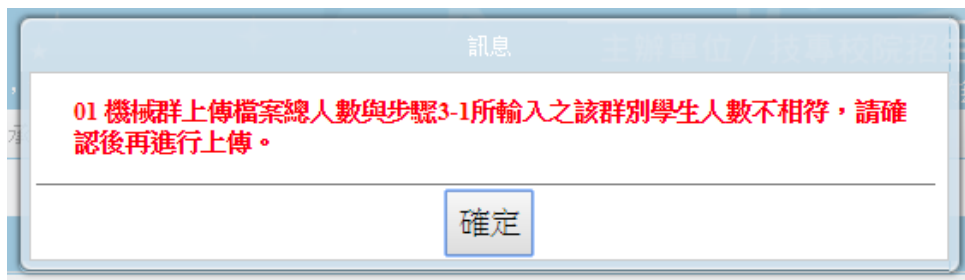 訊息
主辦單位 / 技專校院招生
01 機械群上傳檔案總人數與步驟3-1所輸入之該群別學生人數不相符，請確
認後再進行上傳。
確定